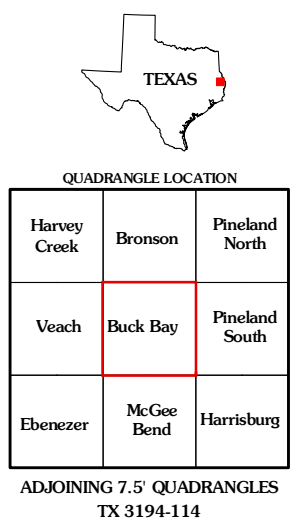 TEXAS
QUADRANGLE LOCATION
Harvey
Creek
Bronson
Pineland
North
Veach
Buck Bay
Pineland
South
Ebenezer
McGee
Bend
Harrisburg
ADJOINING 7.5' QUADRANGLES
TX 3194-114